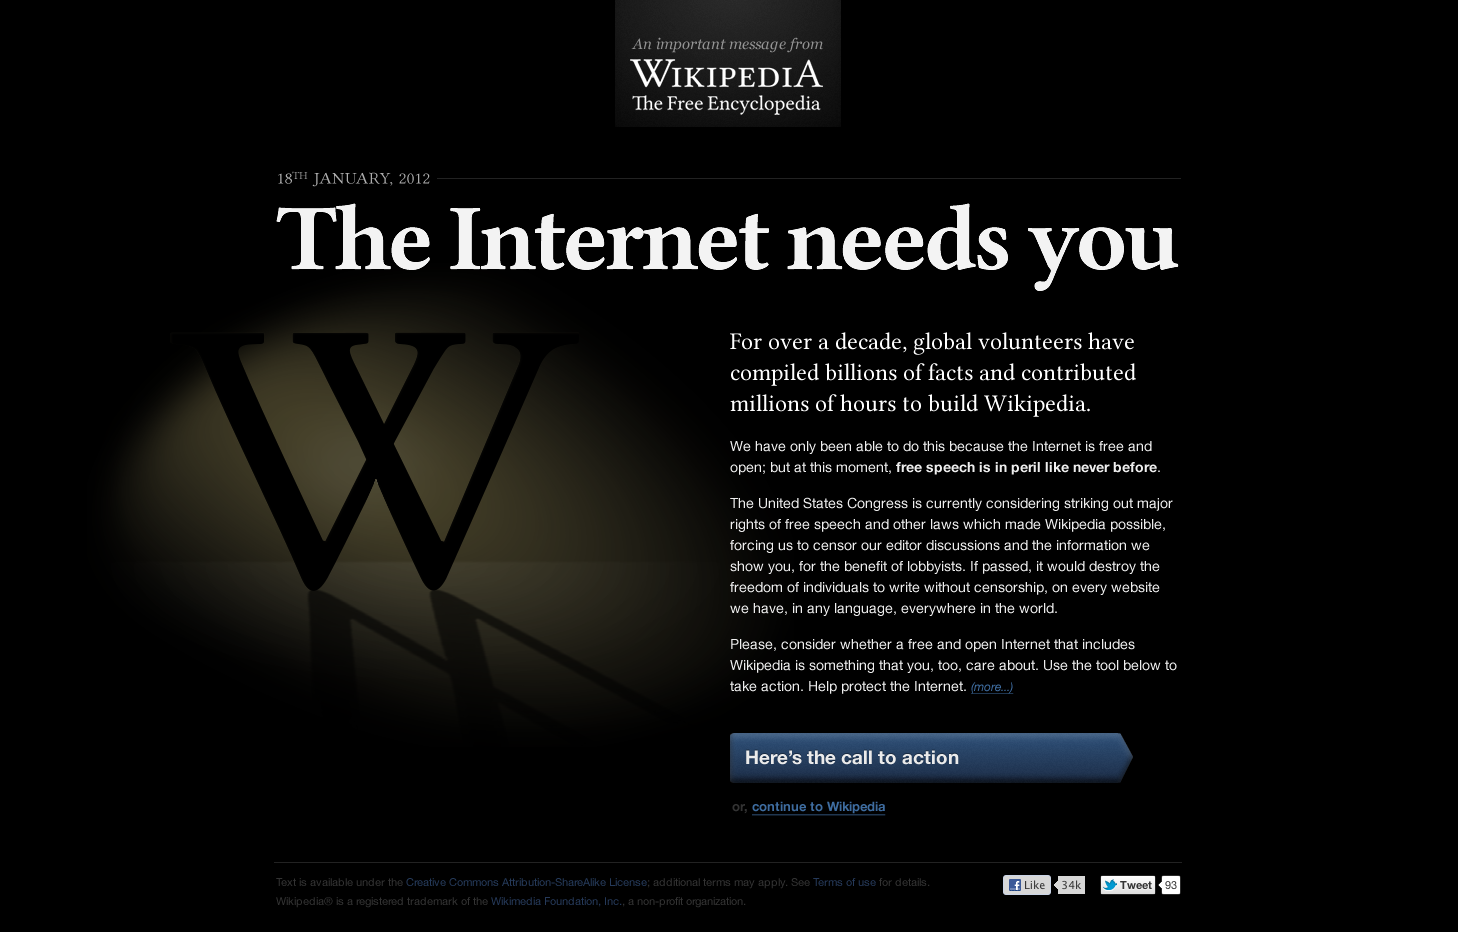 An important message from
WIKIPEDIA
The Free Encyclopedia
18TH JANUARY, 2012
The Internet needs you
W
For over a decade, global volunteers have
compiled billions of facts and contributed
millions of hours to build Wikipedia.
We have only been able to do this because the Internet is free and
open; but at this moment, free speech is in peril like never before.
The United States Congress is currently considering striking out major
rights of free speech and other laws which made Wikipedia possible,
forcing us to censor our editor discussions and the information we
show you, for the benefit of lobbyists. If passed, it would destroy the
freedom of individuals to write without censorship, on every website
we have, in any language, everywhere in the world.
Please, consider whether a free and open Internet that includes
Wikipedia is something that you, too, care about. Use the tool below to
take action. Help protect the Internet. (more...)
Here’s the call to action
or, continue to Wikipedia
Text is available under the Creative Commons Attribution-ShareAlike License; additional terms may apply. See Terms of use for details.
Wikipedia® is a registered trademark of the Wikimedia Foundation, Inc., a non-profit organization.
f Like 34k Tweet 93